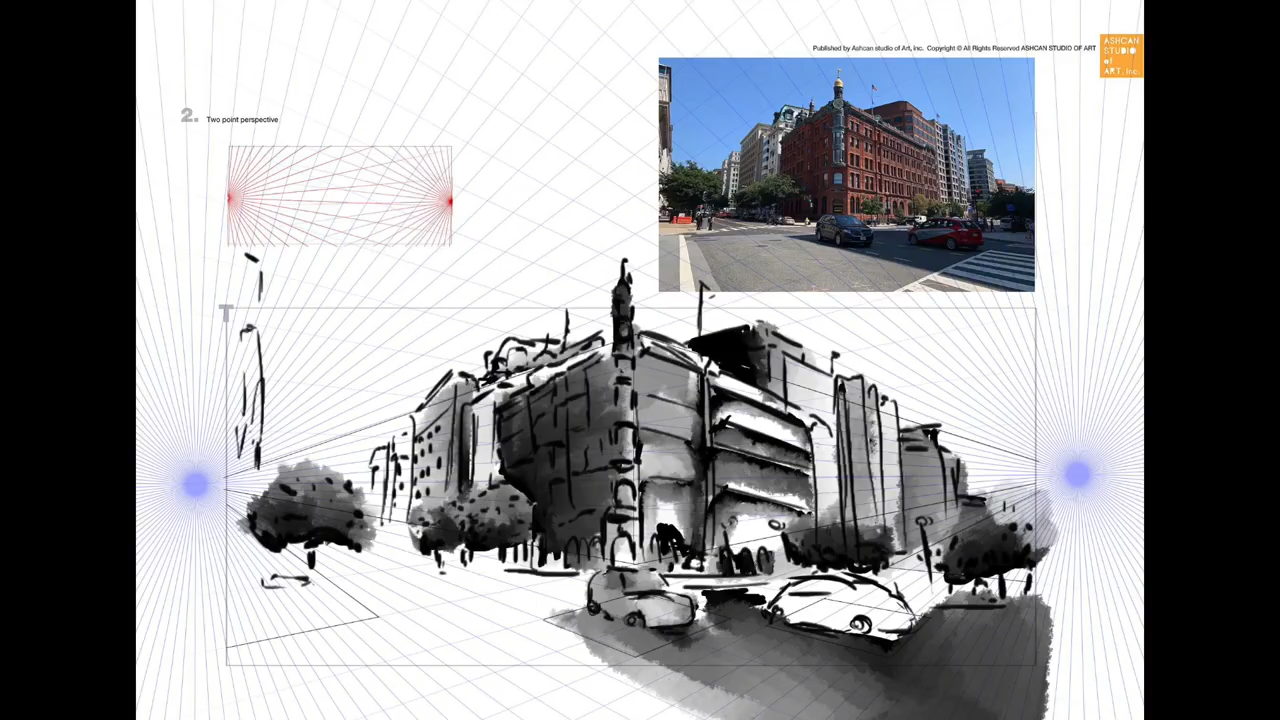 Published by Ashcan studio of Art, Inc. Copyright © All Rights Reserved ASHCAN STUDIO OF ART
ASHCAN
STUDIO
of
ART, Inc.
2. Two point perspective
T